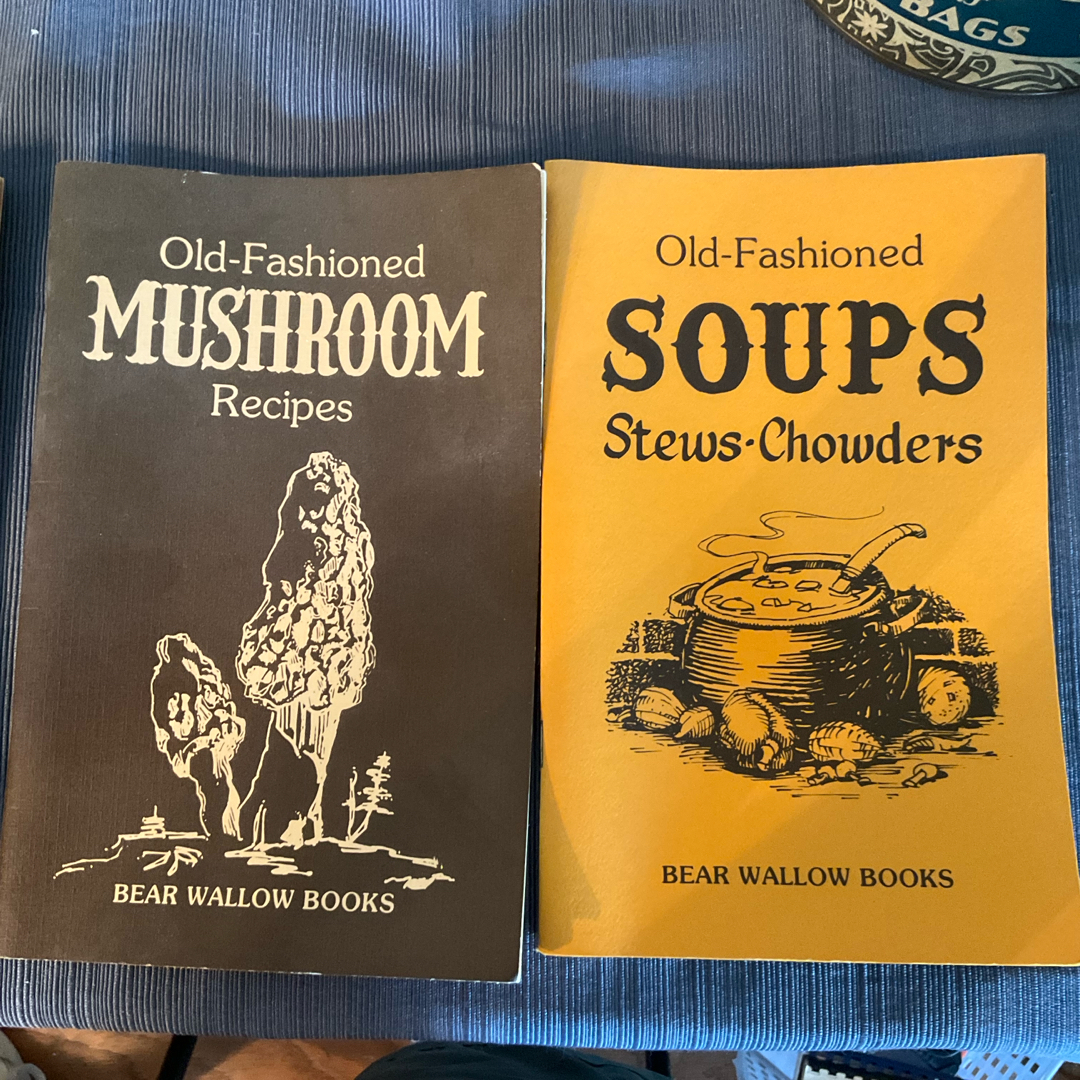 BAGS
Old-Fashioned
MUSHROOM
Recipes
BEAR WALLOW BOOKS
Old-Fashioned
SOUPS
Stews·Chowders
BEAR WALLOW BOOKS